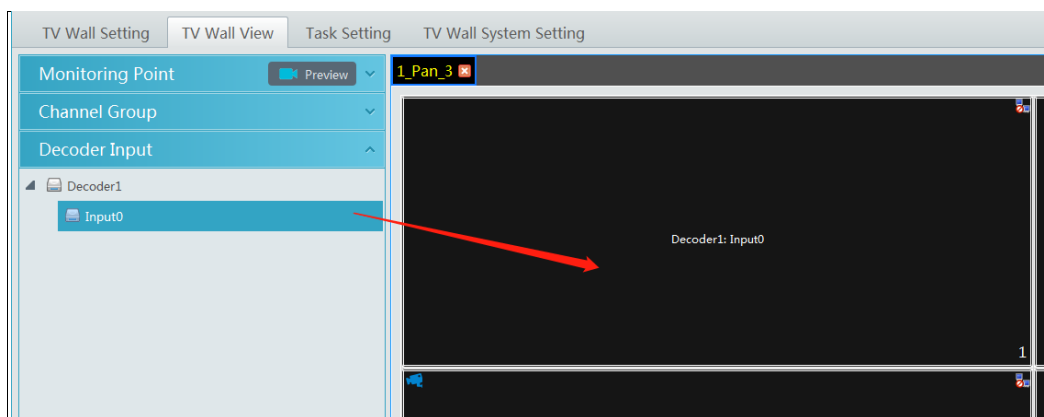 TV Wall Setting TV Wall View Task Setting TV Wall System Setting
Monitoring Point Preview
1_Pan_3
Channel Group
Decoder Input
Decoder1
Input0
Decoder1: Input0
1